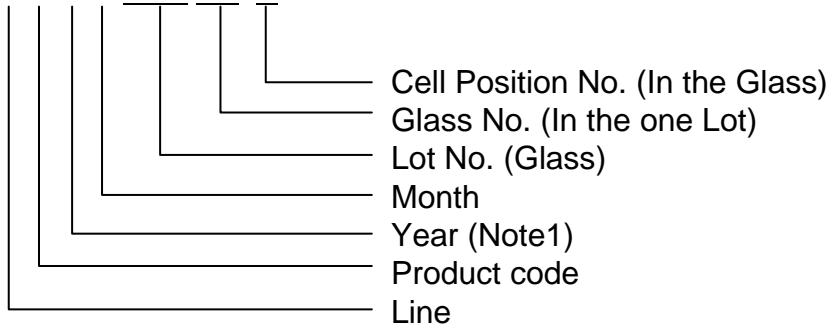 Cell Position No. (In the Glass)
Glass No. (In the one Lot)
Lot No. (Glass)
Month
Year (Note1)
Product code
Line